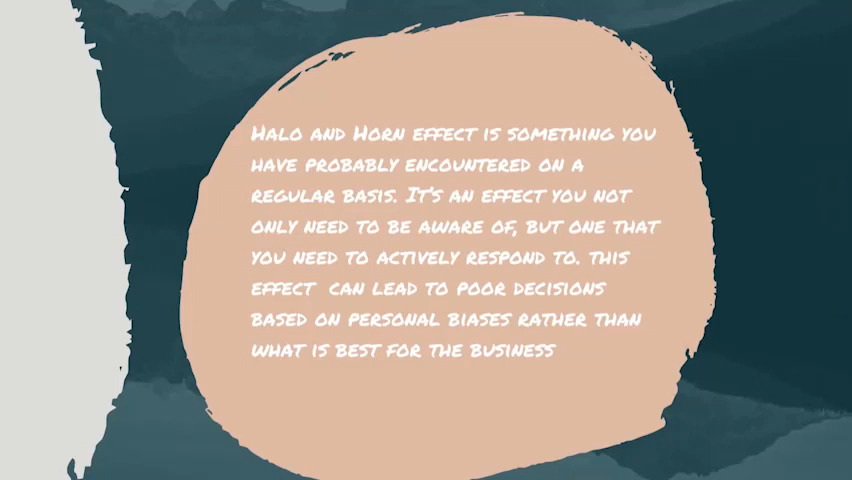 Halo and Horn effect is something you
have probably encountered on a
regular basis. It's an effect you not
only need to be aware of, but one that
you need to actively respond to. this
effect can lead to poor decisions
based on personal biases rather than
what is best for the business